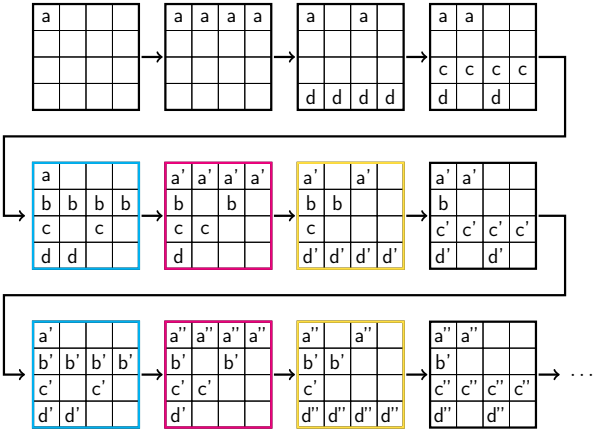 a
a a a a
a a
d d d d
a a
c c c c
d d
a
b b b b
c c
d d
a' a' a' a'
b b
c c
d
a' a'
b b
c
d' d' d' d'
a' a'
b
c' c' c' c'
d' d'
a'
b' b' b' b'
c' c'
d' d'
a'' a'' a'' a''
b' b'
c' c'
d'
a'' a''
b' b'
c'
d'' d'' d'' d''
a'' a''
b'
c'' c'' c'' c''
d'' d''
...